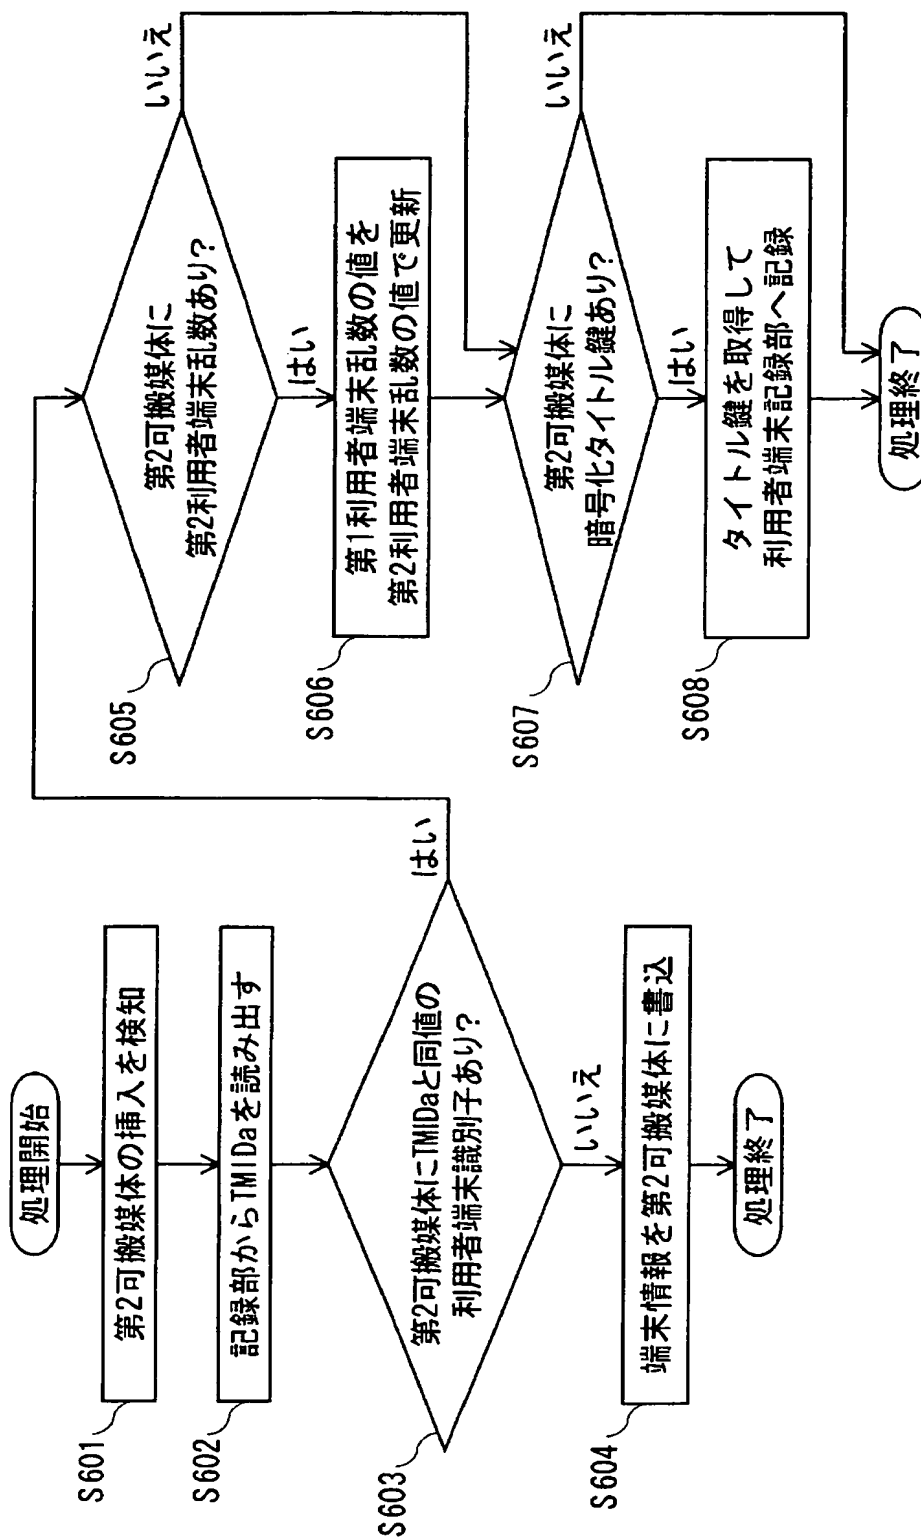 処理開始
S601
第2可搬媒体の挿入を検知
S602
記録部からTMIDaを読み出す
S603
第2可搬媒体にTMIDaと同値の
利用者端末識別子あり？
はい
いいえ
S604
端末情報を第2可搬媒体に書込
処理終了
S605
第2可搬媒体に
第2利用者端末乱数あり？
いいえ
はい
S606
第1利用者端末乱数の値を
第2利用者端末乱数の値で更新
S607
第2可搬媒体に
暗号化タイトル鍵あり？
いいえ
はい
S608
タイトル鍵を取得して
利用者端末記録部へ記録
処理終了